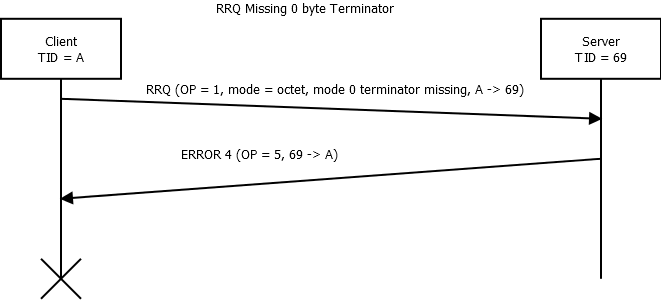 RRQ Missing 0 byte Terminator
Client
TID = A
Server
TID = 69
RRQ (OP = 1, mode = octet, mode 0 terminator missing, A -> 69)
ERROR 4 (OP = 5, 69 -> A)